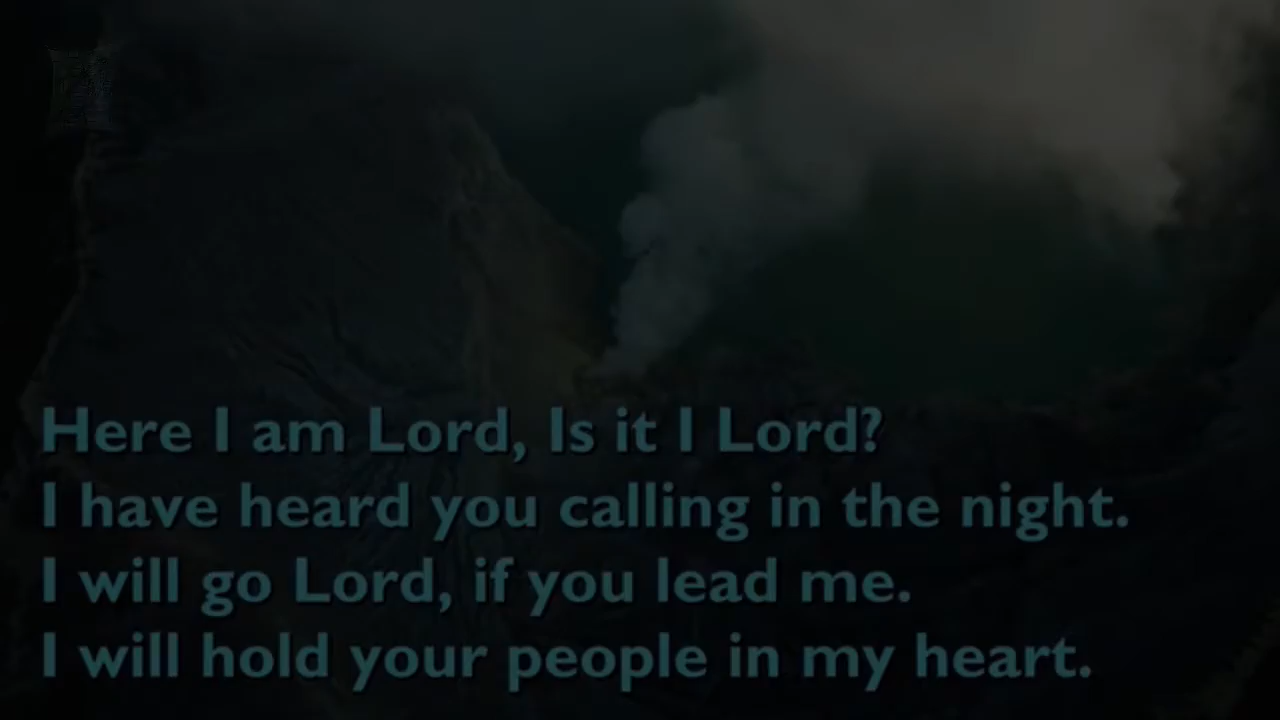 Here I am Lord, Is it I Lord?
I have heard you calling in the night.
I will go Lord, if you lead me.
I will hold your people in my heart.